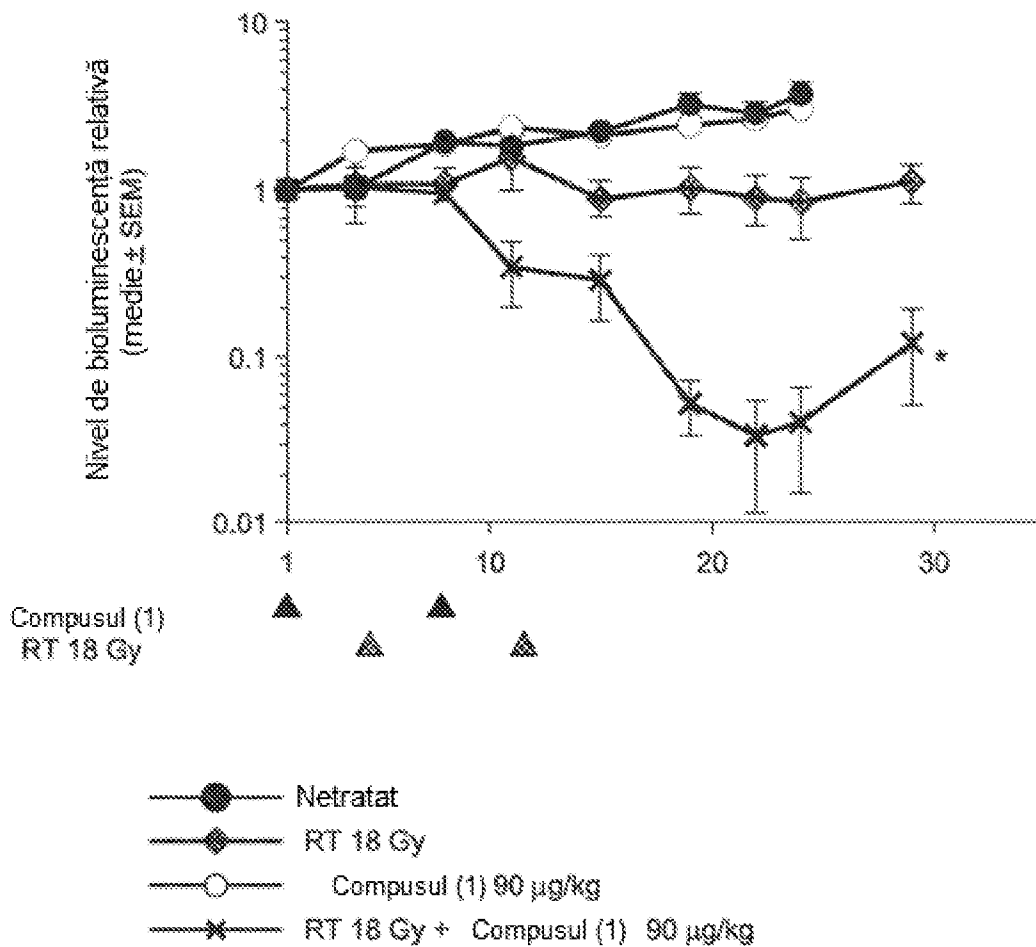 Nivel de bioluminescență relativă
(medie ± SEM)
10
1
0.1
0.01
*
1 10 20 30
Compusul (1)
RT 18 Gy
Netratat
RT 18 Gy
Compusul (1) 90 µg/kg
RT 18 Gy + Compusul (1) 90 µg/kg